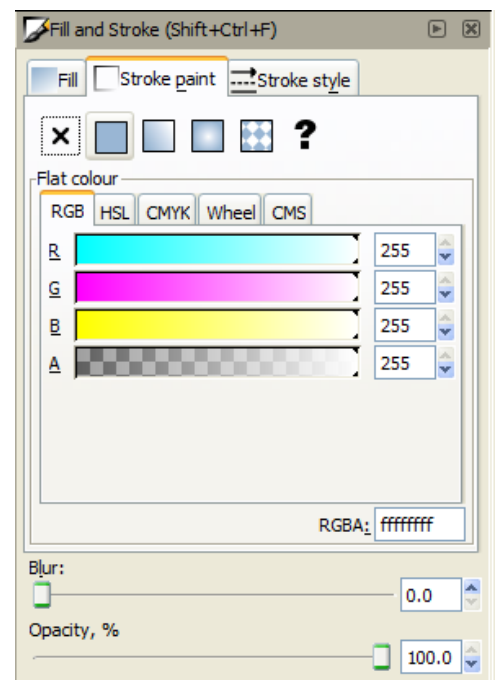 Fill and Stroke (Shift+Ctrl+F)
Fill Stroke paint Stroke style
?
Flat colour
RGB HSL CMYK Wheel CMS
R 255
G 255
B 255
A 255
RGBA: ffffffff
Blur:
0.0
Opacity, %
100.0